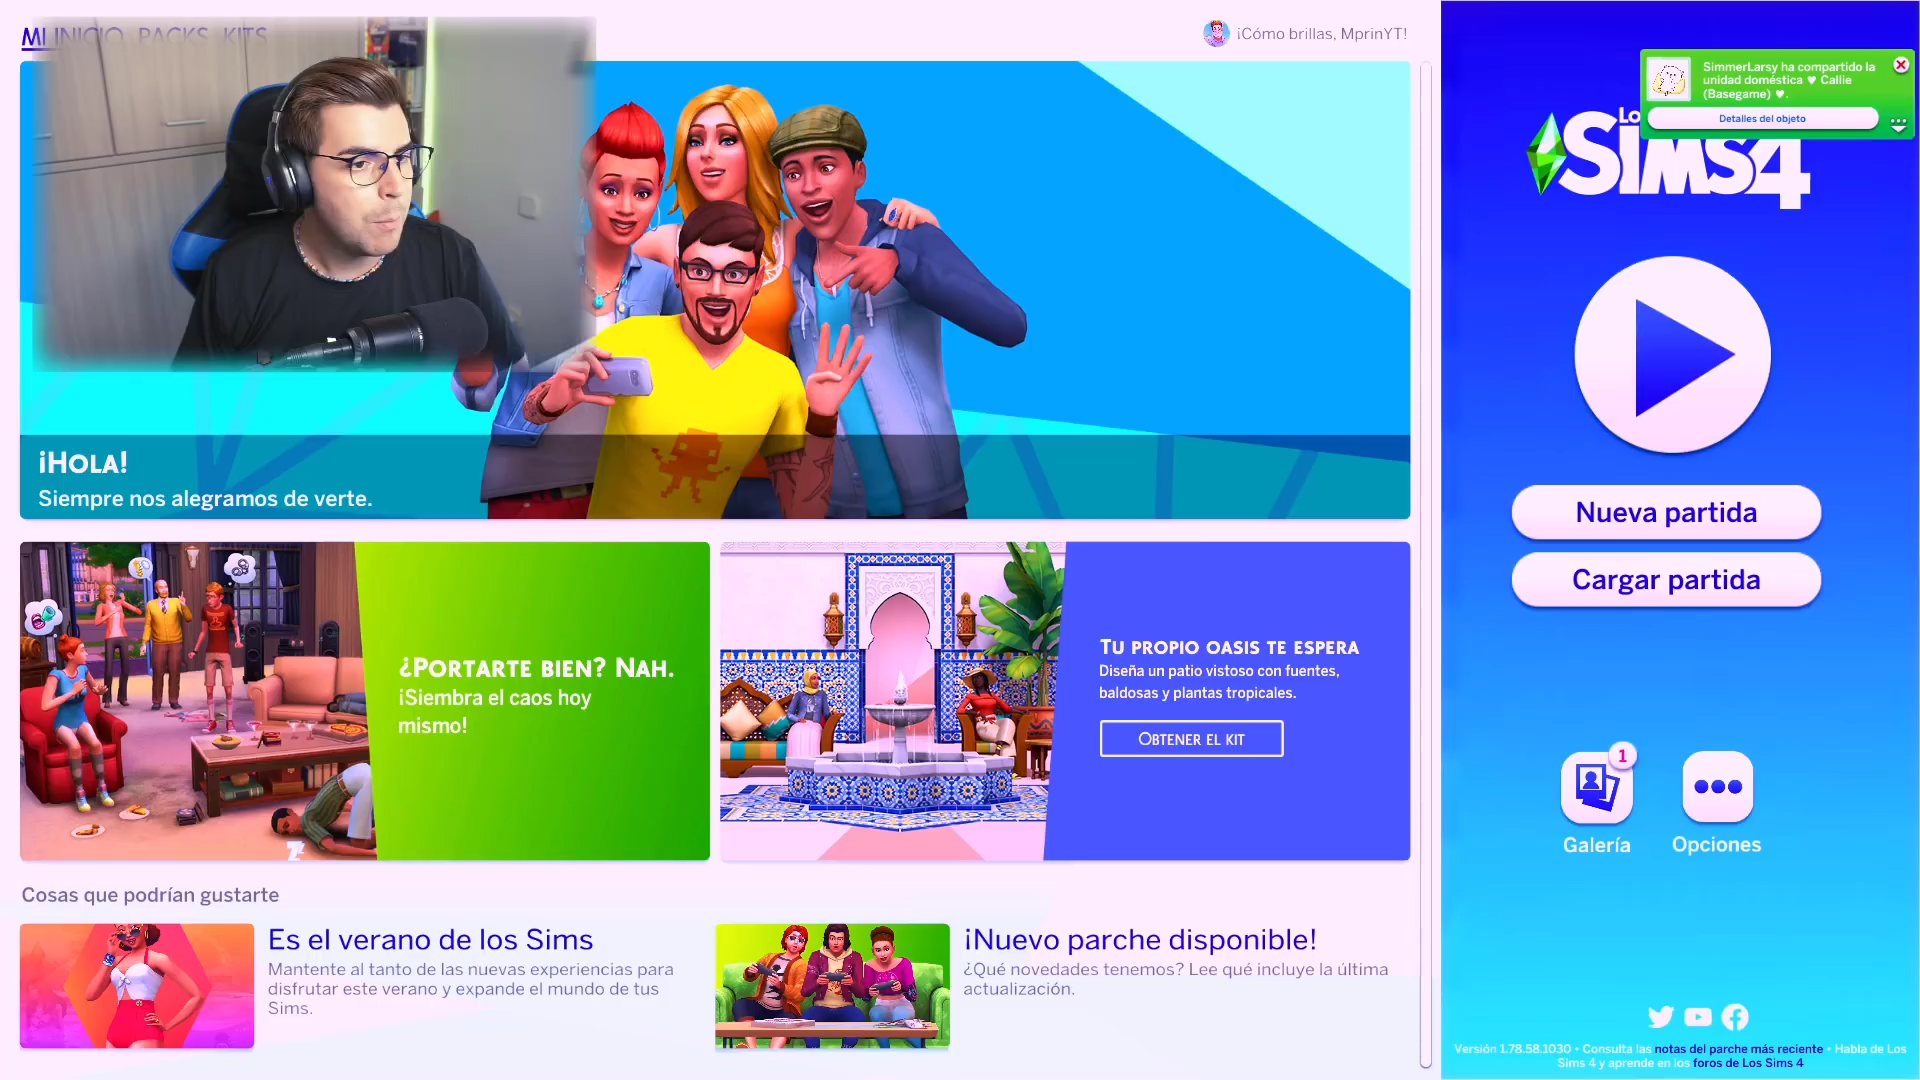 MI INICIO PACKS KITS
¡Cómo brillas, MprinYT!
¡HOLA!
Siempre nos alegramos de verte.
¿PORTARTE BIEN? NAH.
¡Siembra el caos hoy
mismo!
TU PROPIO OASIS TE ESPERA
Diseña un patio vistoso con fuentes,
baldosas y plantas tropicales.
OBTENER EL KIT
Cosas que podrían gustarte
Es el verano de los Sims
Mantente al tanto de las nuevas experiencias para
disfrutar este verano y expande el mundo de tus
Sims.
¡Nuevo parche disponible!
¿Qué novedades tenemos? Lee qué incluye la última
actualización.
SimmerLarsy ha compartido la
unidad doméstica ♥ Callie
(Basegame) ♥.
Detalles del objeto
SIMS4
Nueva partida
Cargar partida
1
Galería
Opciones
Versión 1.78.58.1030 • Consulta las notas del parche más reciente • Habla de Los
Sims 4 y aprende en los foros de Los Sims 4